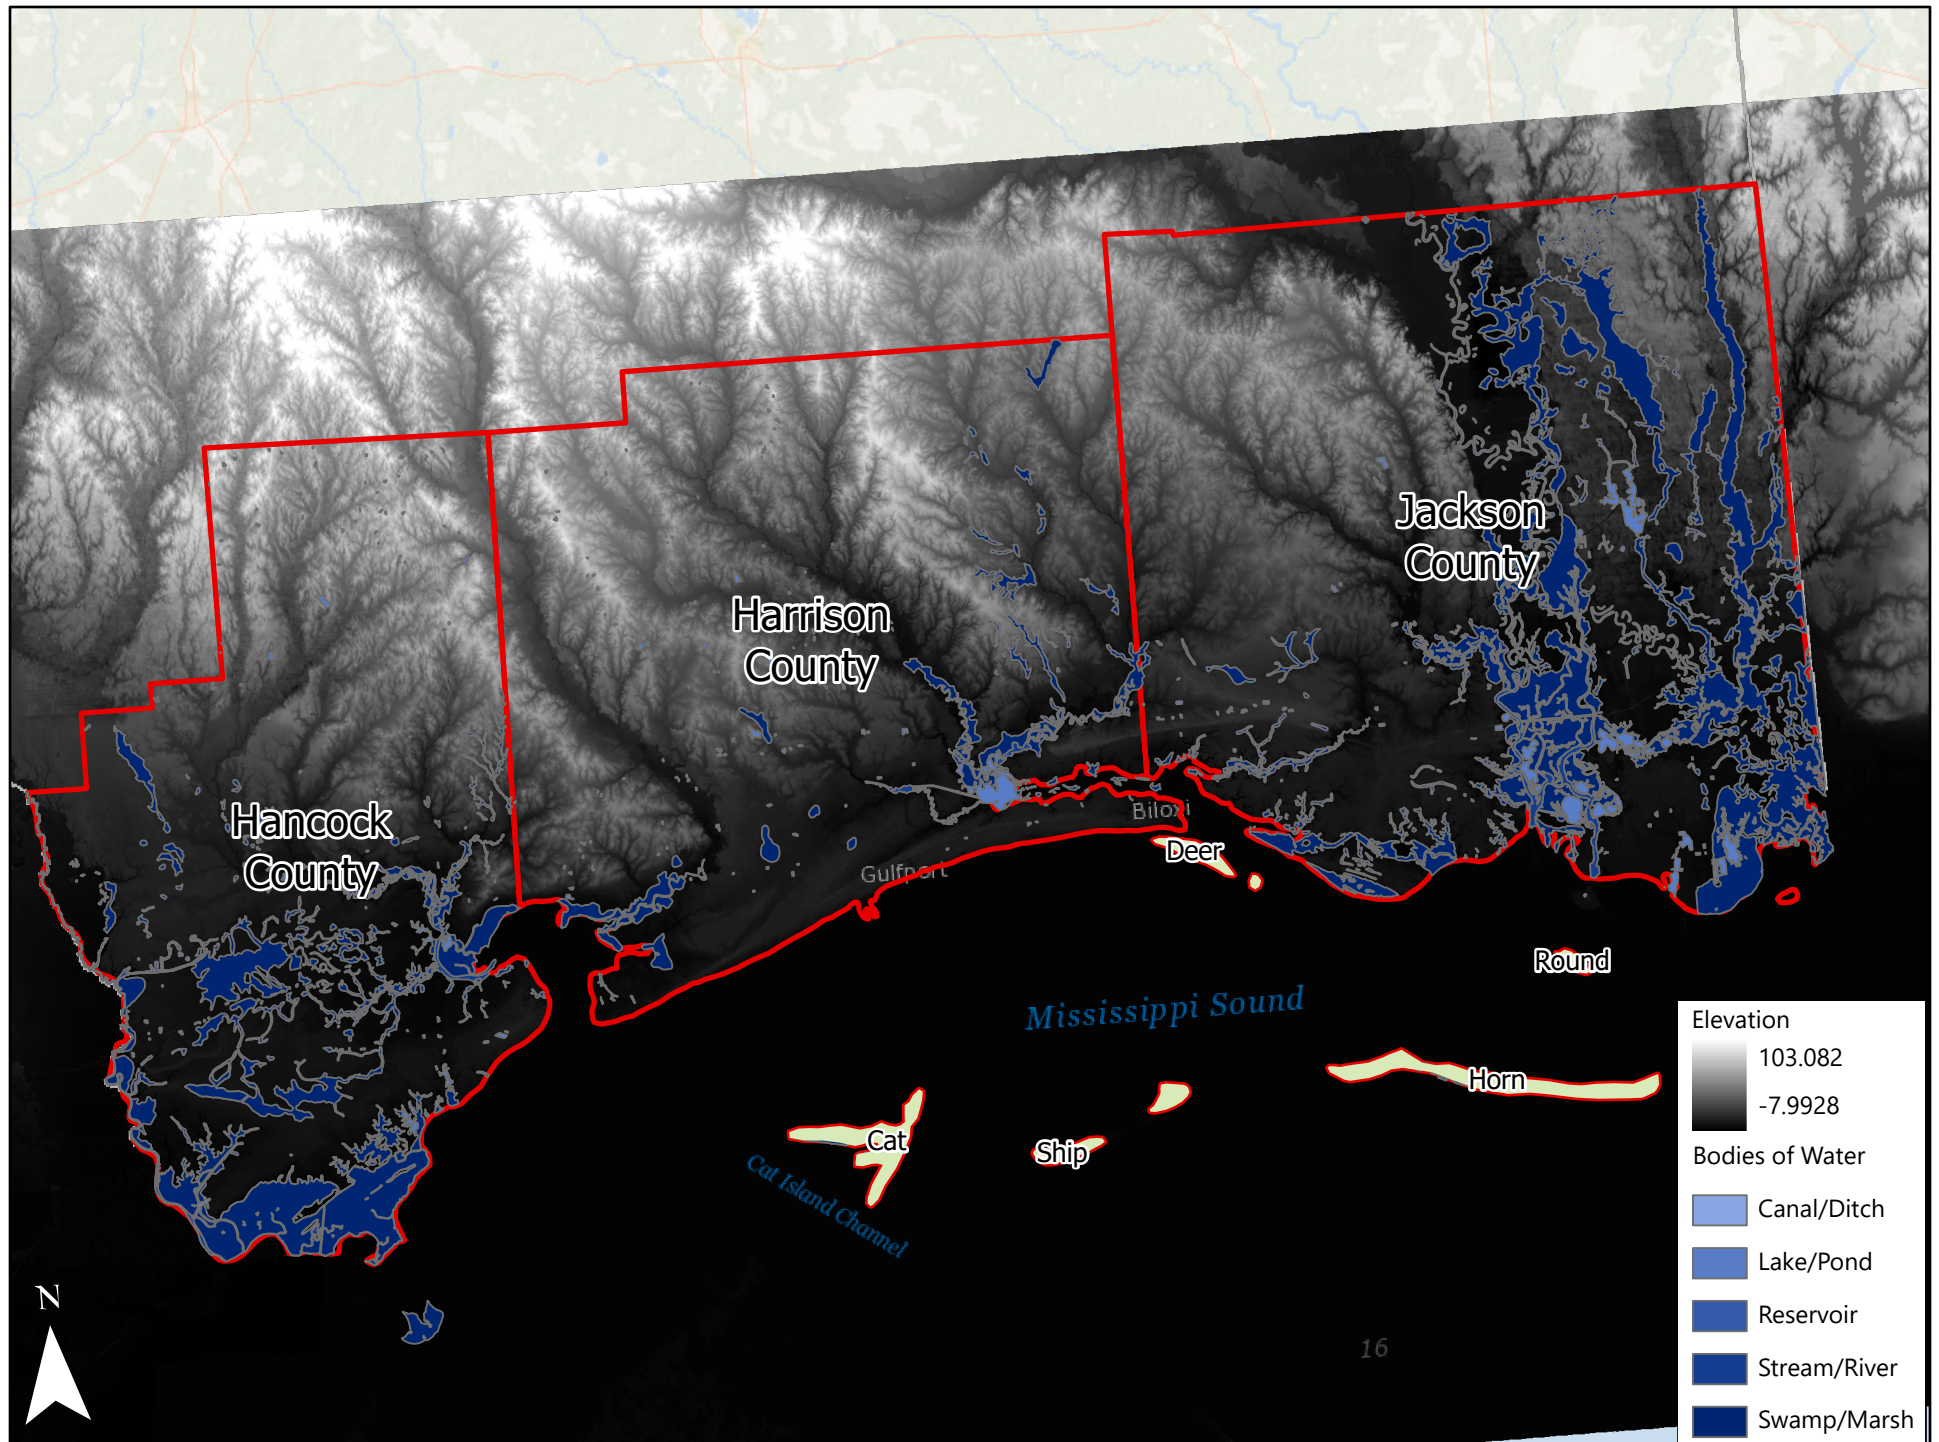 Jackson
County
Harrison
County
Hancock
County
Biloxi
Gulfport
Deer
Round
Mississippi Sound
Horn
Cat
Ship
Cat Island Channel
16
N
Elevation
103.082
-7.9928
Bodies of Water
Canal/Ditch
Lake/Pond
Reservoir
Stream/River
Swamp/Marsh